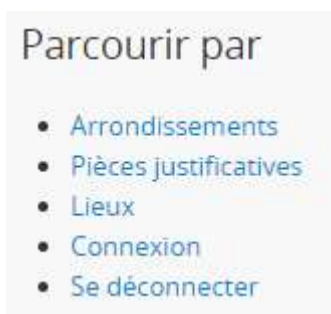 Parcourir par
Arrondissements
Pièces justificatives
Lieux
Connexion
Se déconnecter